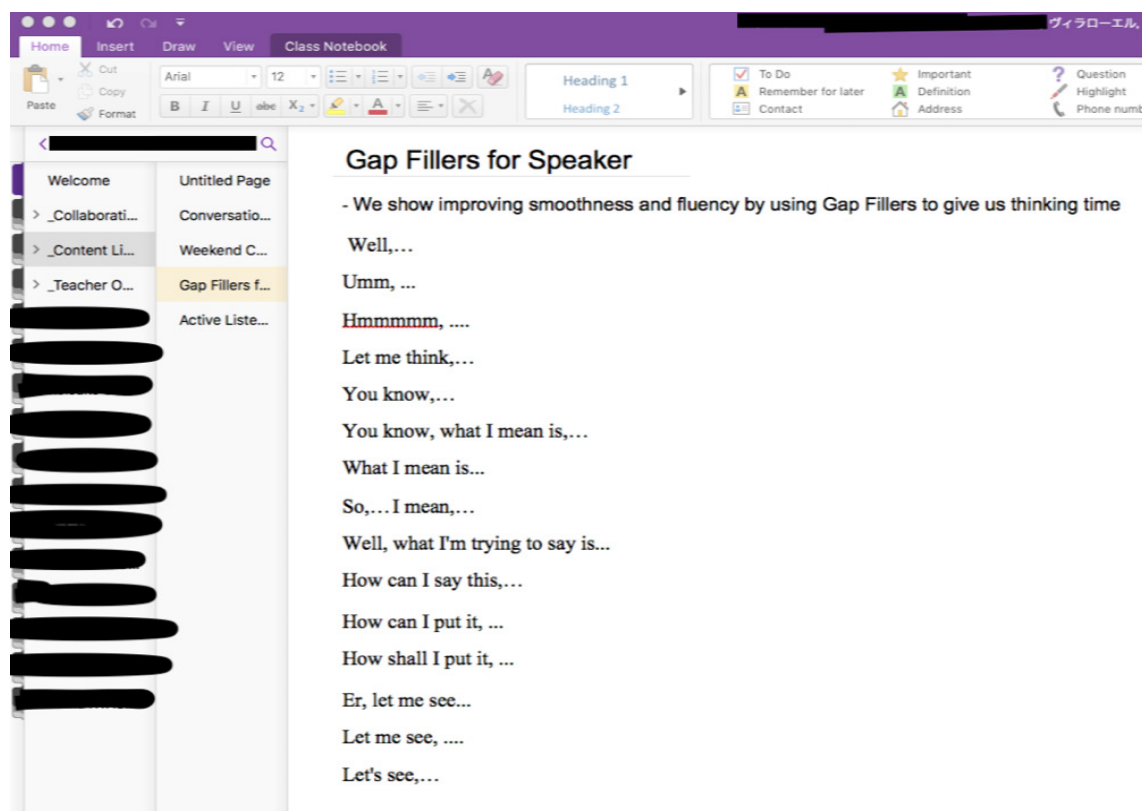 ヴィラローエル,
Home Insert Draw View Class Notebook
Paste
Cut
Copy
Format
Arial 12
B I U abc X2
Heading 1
Heading 2
To Do
Remember for later
Contact
Important
Definition
Address
Question
Highlight
Phone numb
Welcome
_Collaborati...
_Content Li...
_Teacher O...
Untitled Page
Conversatio...
Weekend C...
Gap Fillers f...
Active Liste...
Gap Fillers for Speaker
- We show improving smoothness and fluency by using Gap Fillers to give us thinking time
Well,…
Umm, ...
Hmmmmm, ....
Let me think,…
You know,…
You know, what I mean is,…
What I mean is...
So,… I mean,…
Well, what I'm trying to say is...
How can I say this,…
How can I put it, ...
How shall I put it, ...
Er, let me see...
Let me see, ....
Let's see,…